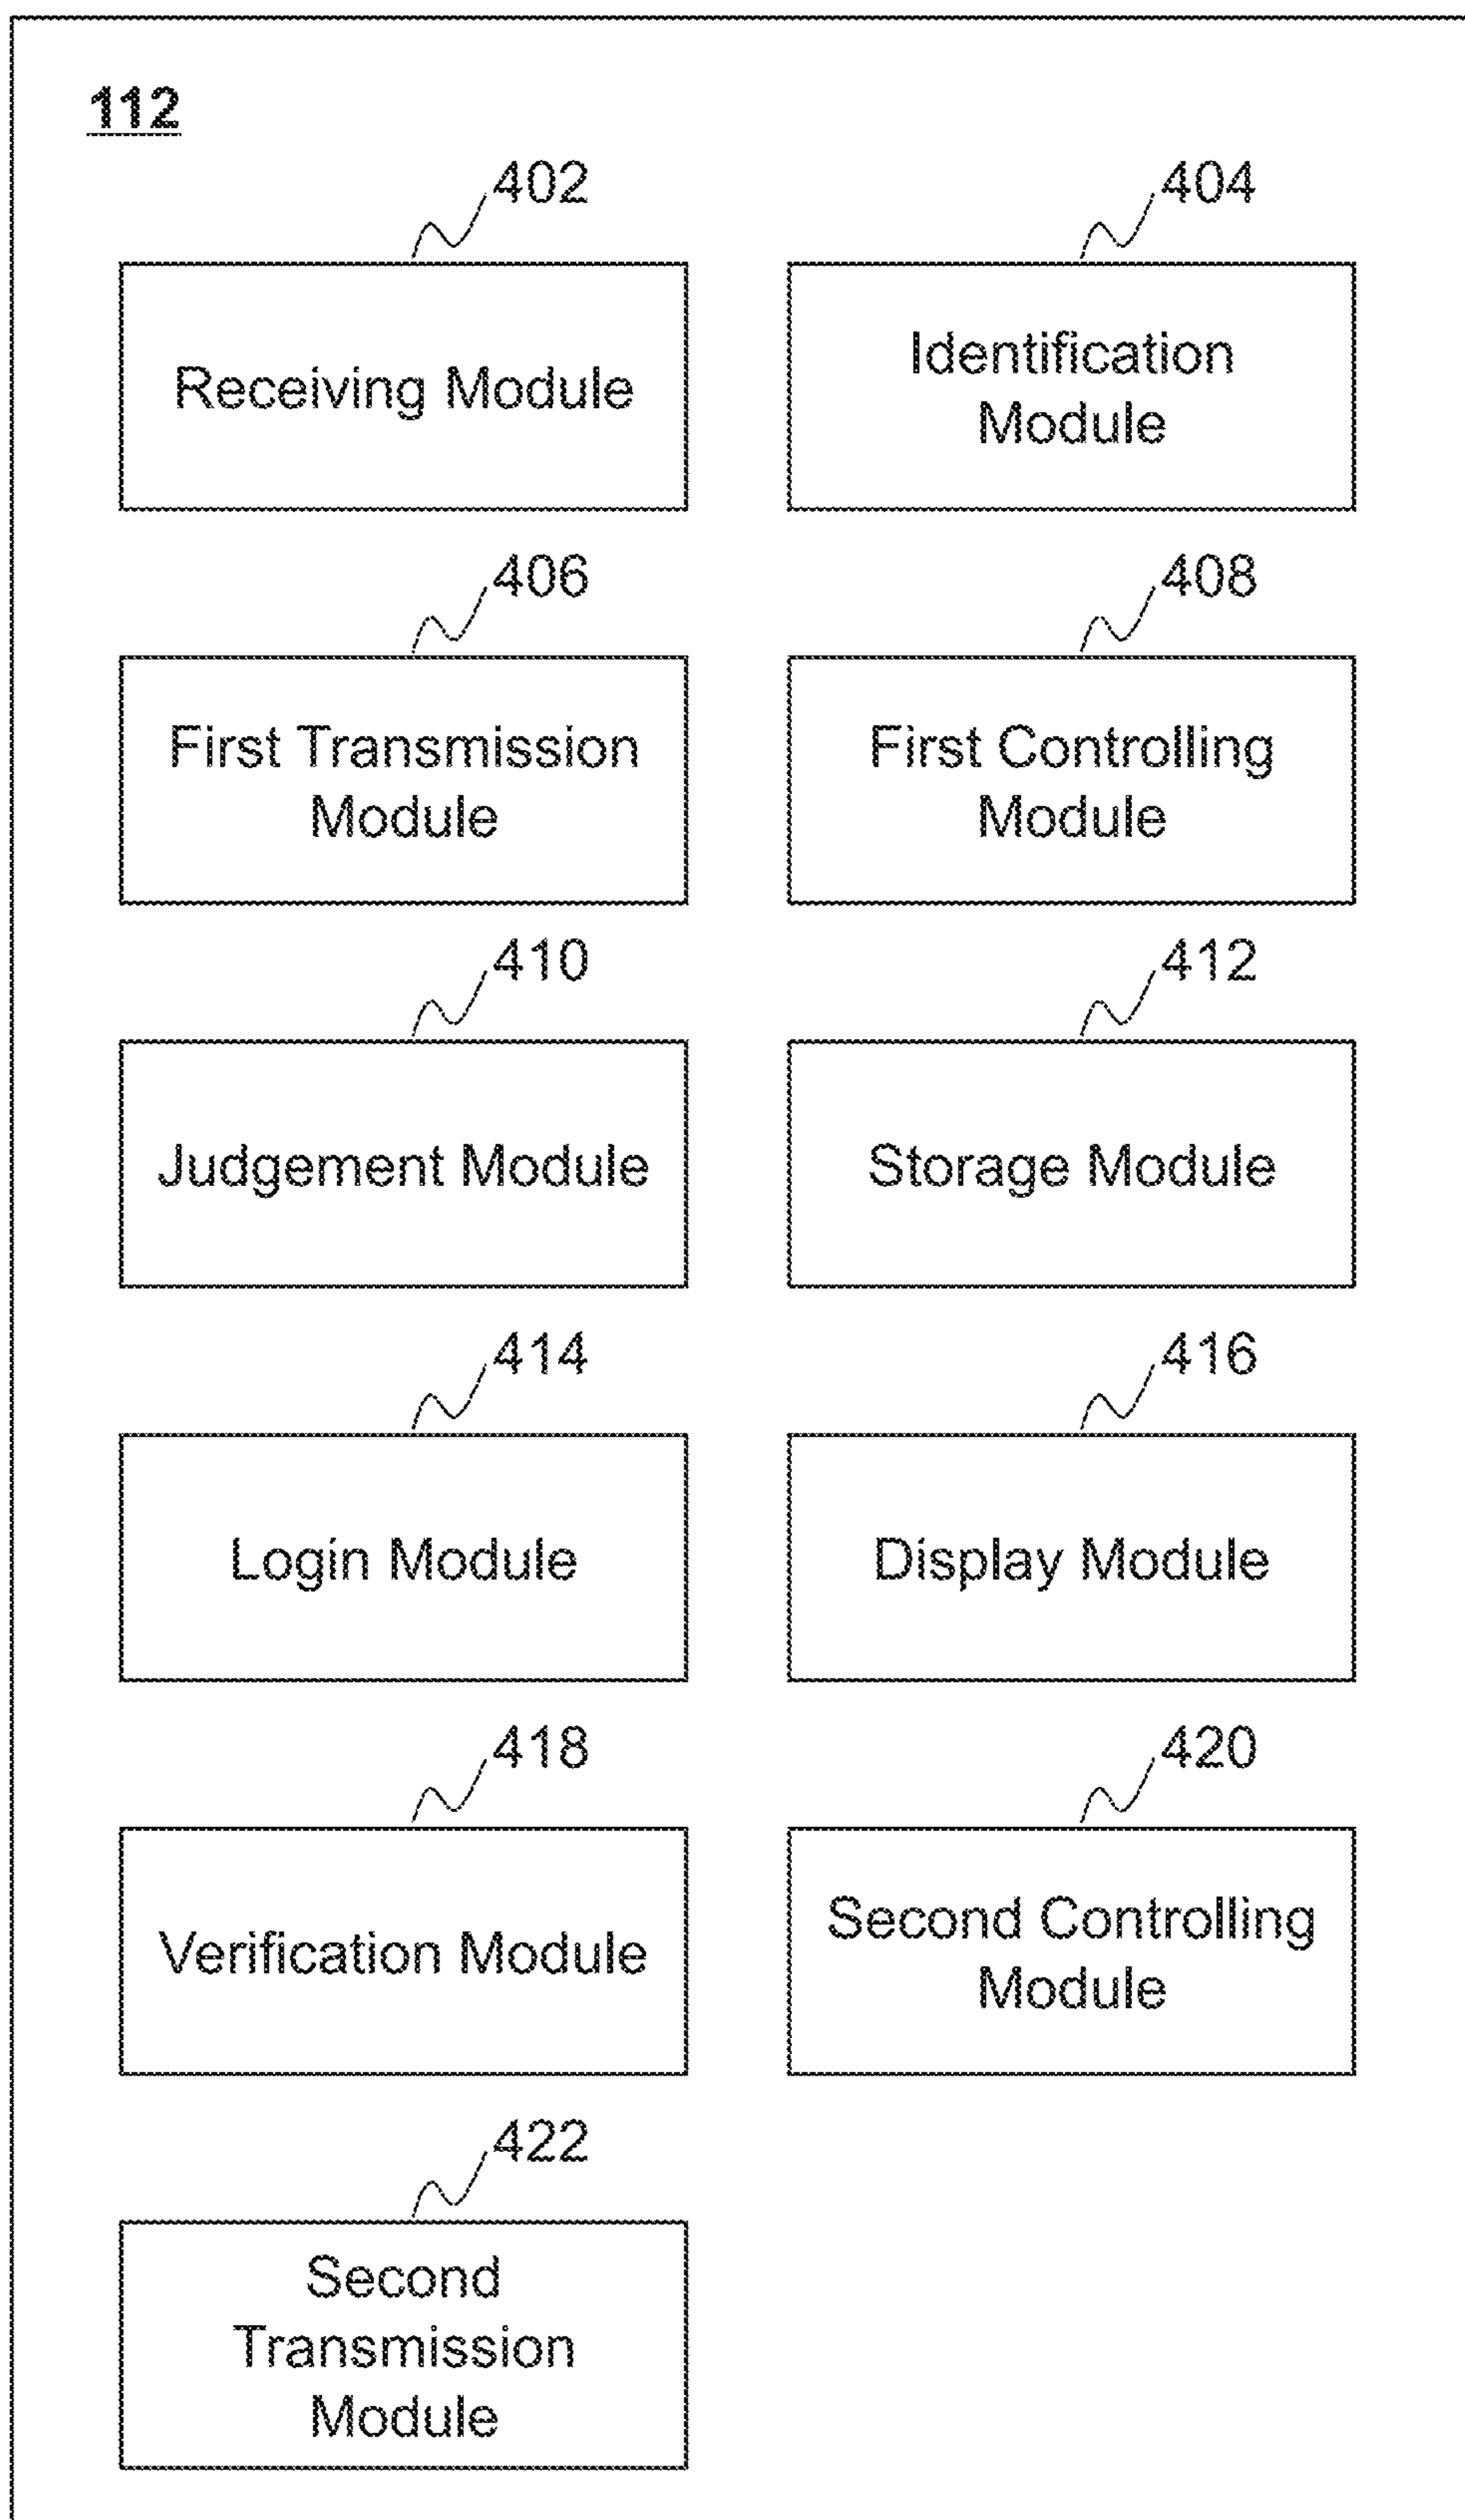 112
402
404
Receiving Module
Identification
Module
406
408
First Transmission
Module
First Controlling
Module
410
412
Judgement Module
Storage Module
414
416
Login Module
Display Module
418
420
Verification Module
Second Controlling
Module
422
Second
Transmission
Module